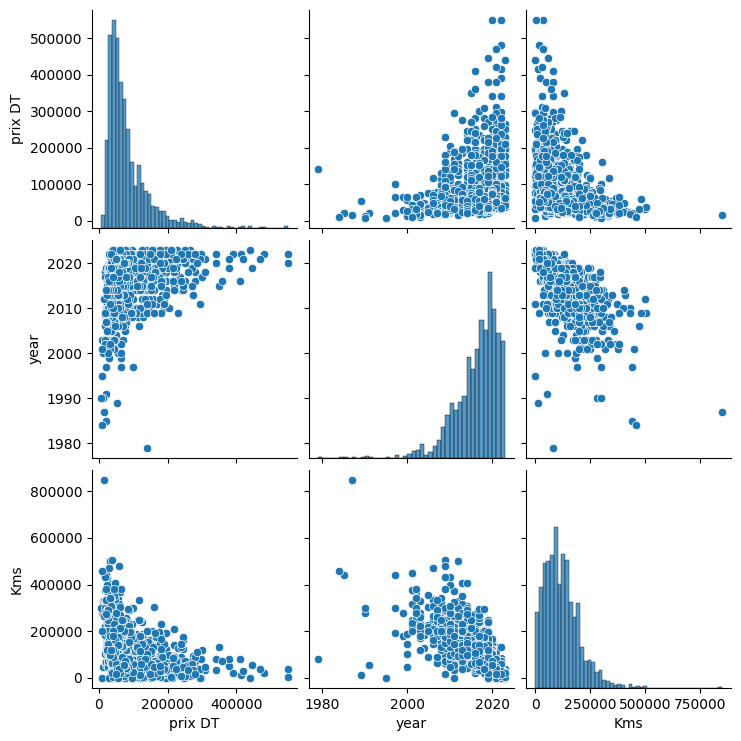 500000
400000
300000
200000
100000
0
prix DT
2020
2010
2000
1990
1980
year
800000
600000
400000
200000
0
Kms
0 200000 400000
prix DT
1980 2000 2020
year
0 250000 500000 750000
Kms